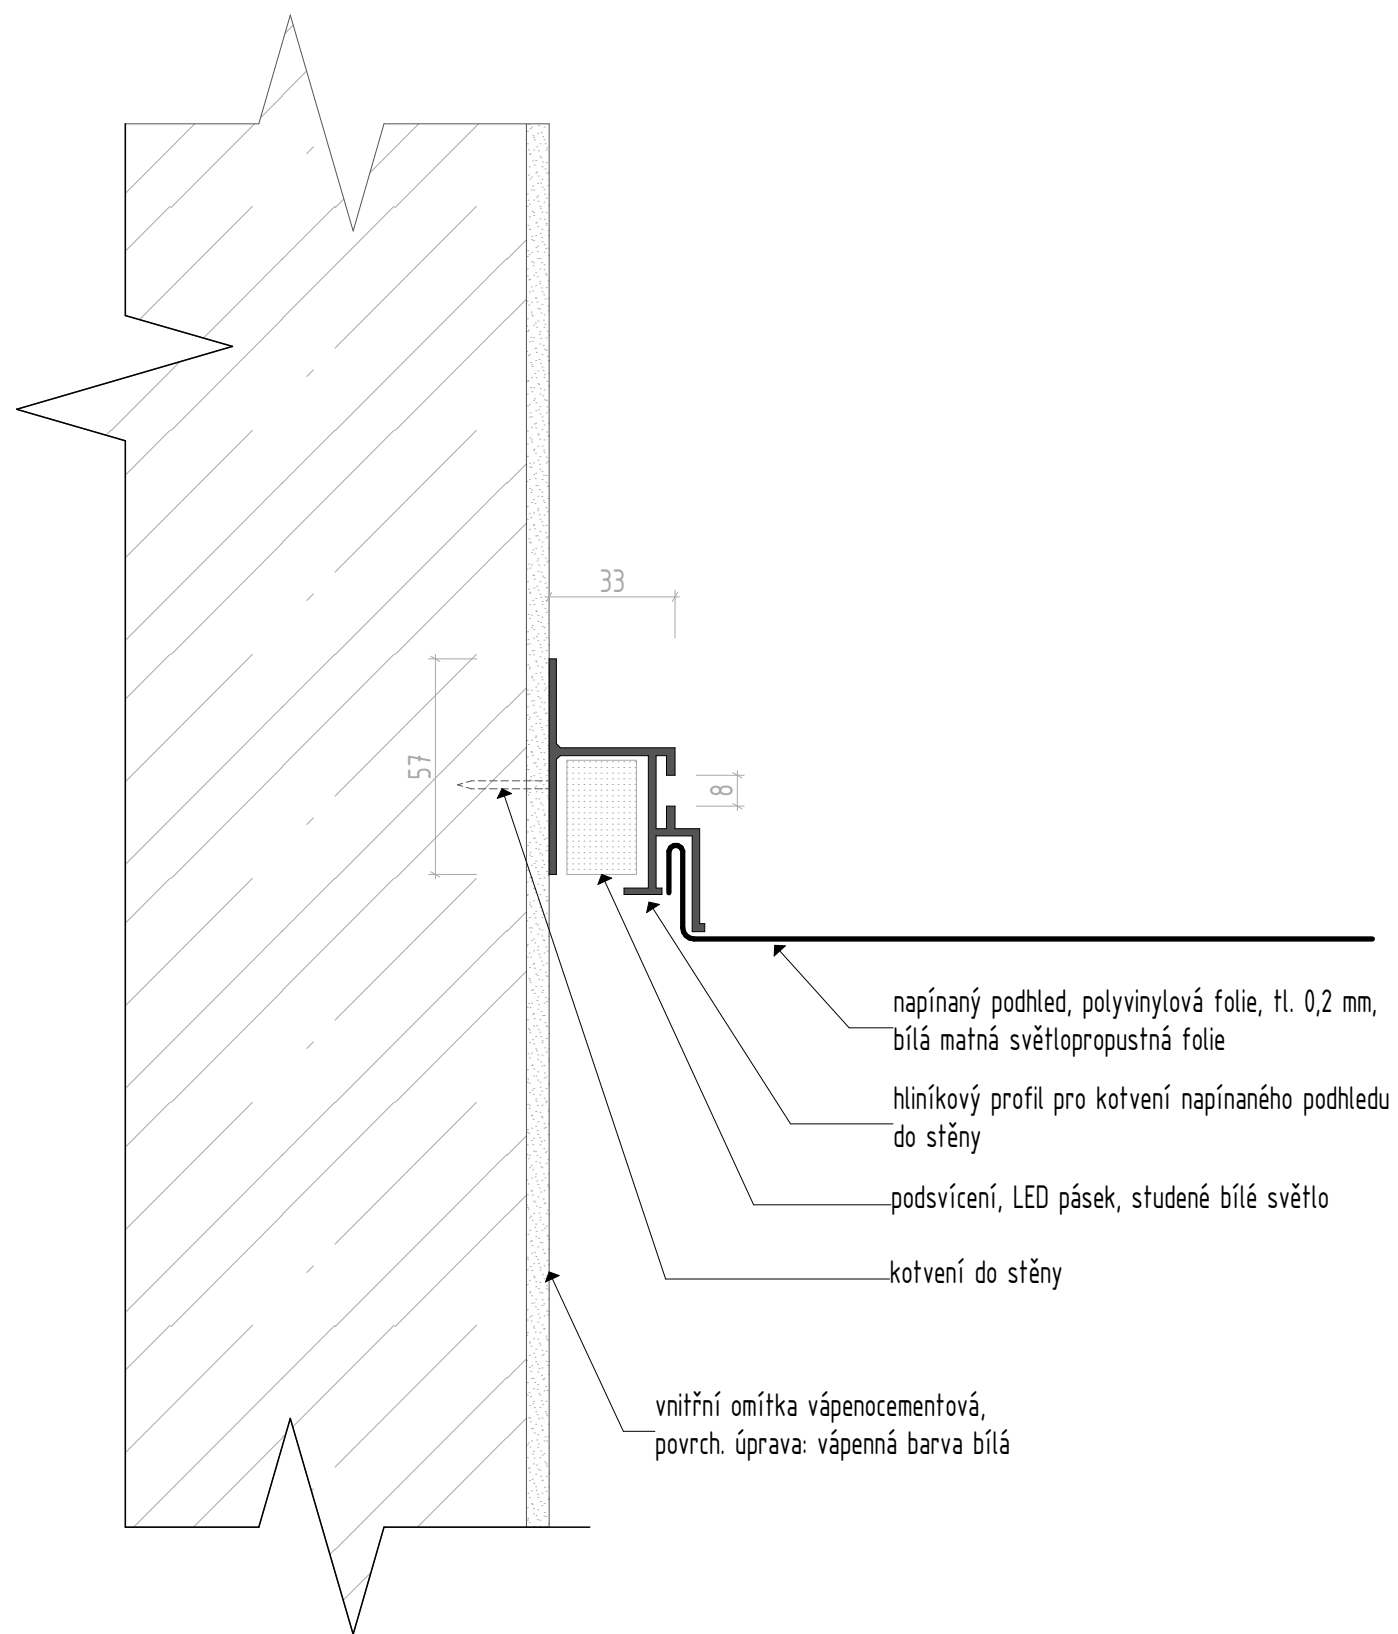 33
57
8
napínaný podhled, polyvinylová folie, tl. 0,2 mm,
bílá matná světlopropustná folie
hliníkový profil pro kotvení napínaného podhledu
do stěny
podsvícení, LED pásek, studené bílé světlo
kotvení do stěny
vnitřní omítka vápenocementová,
povrch. úprava: vápenná barva bílá